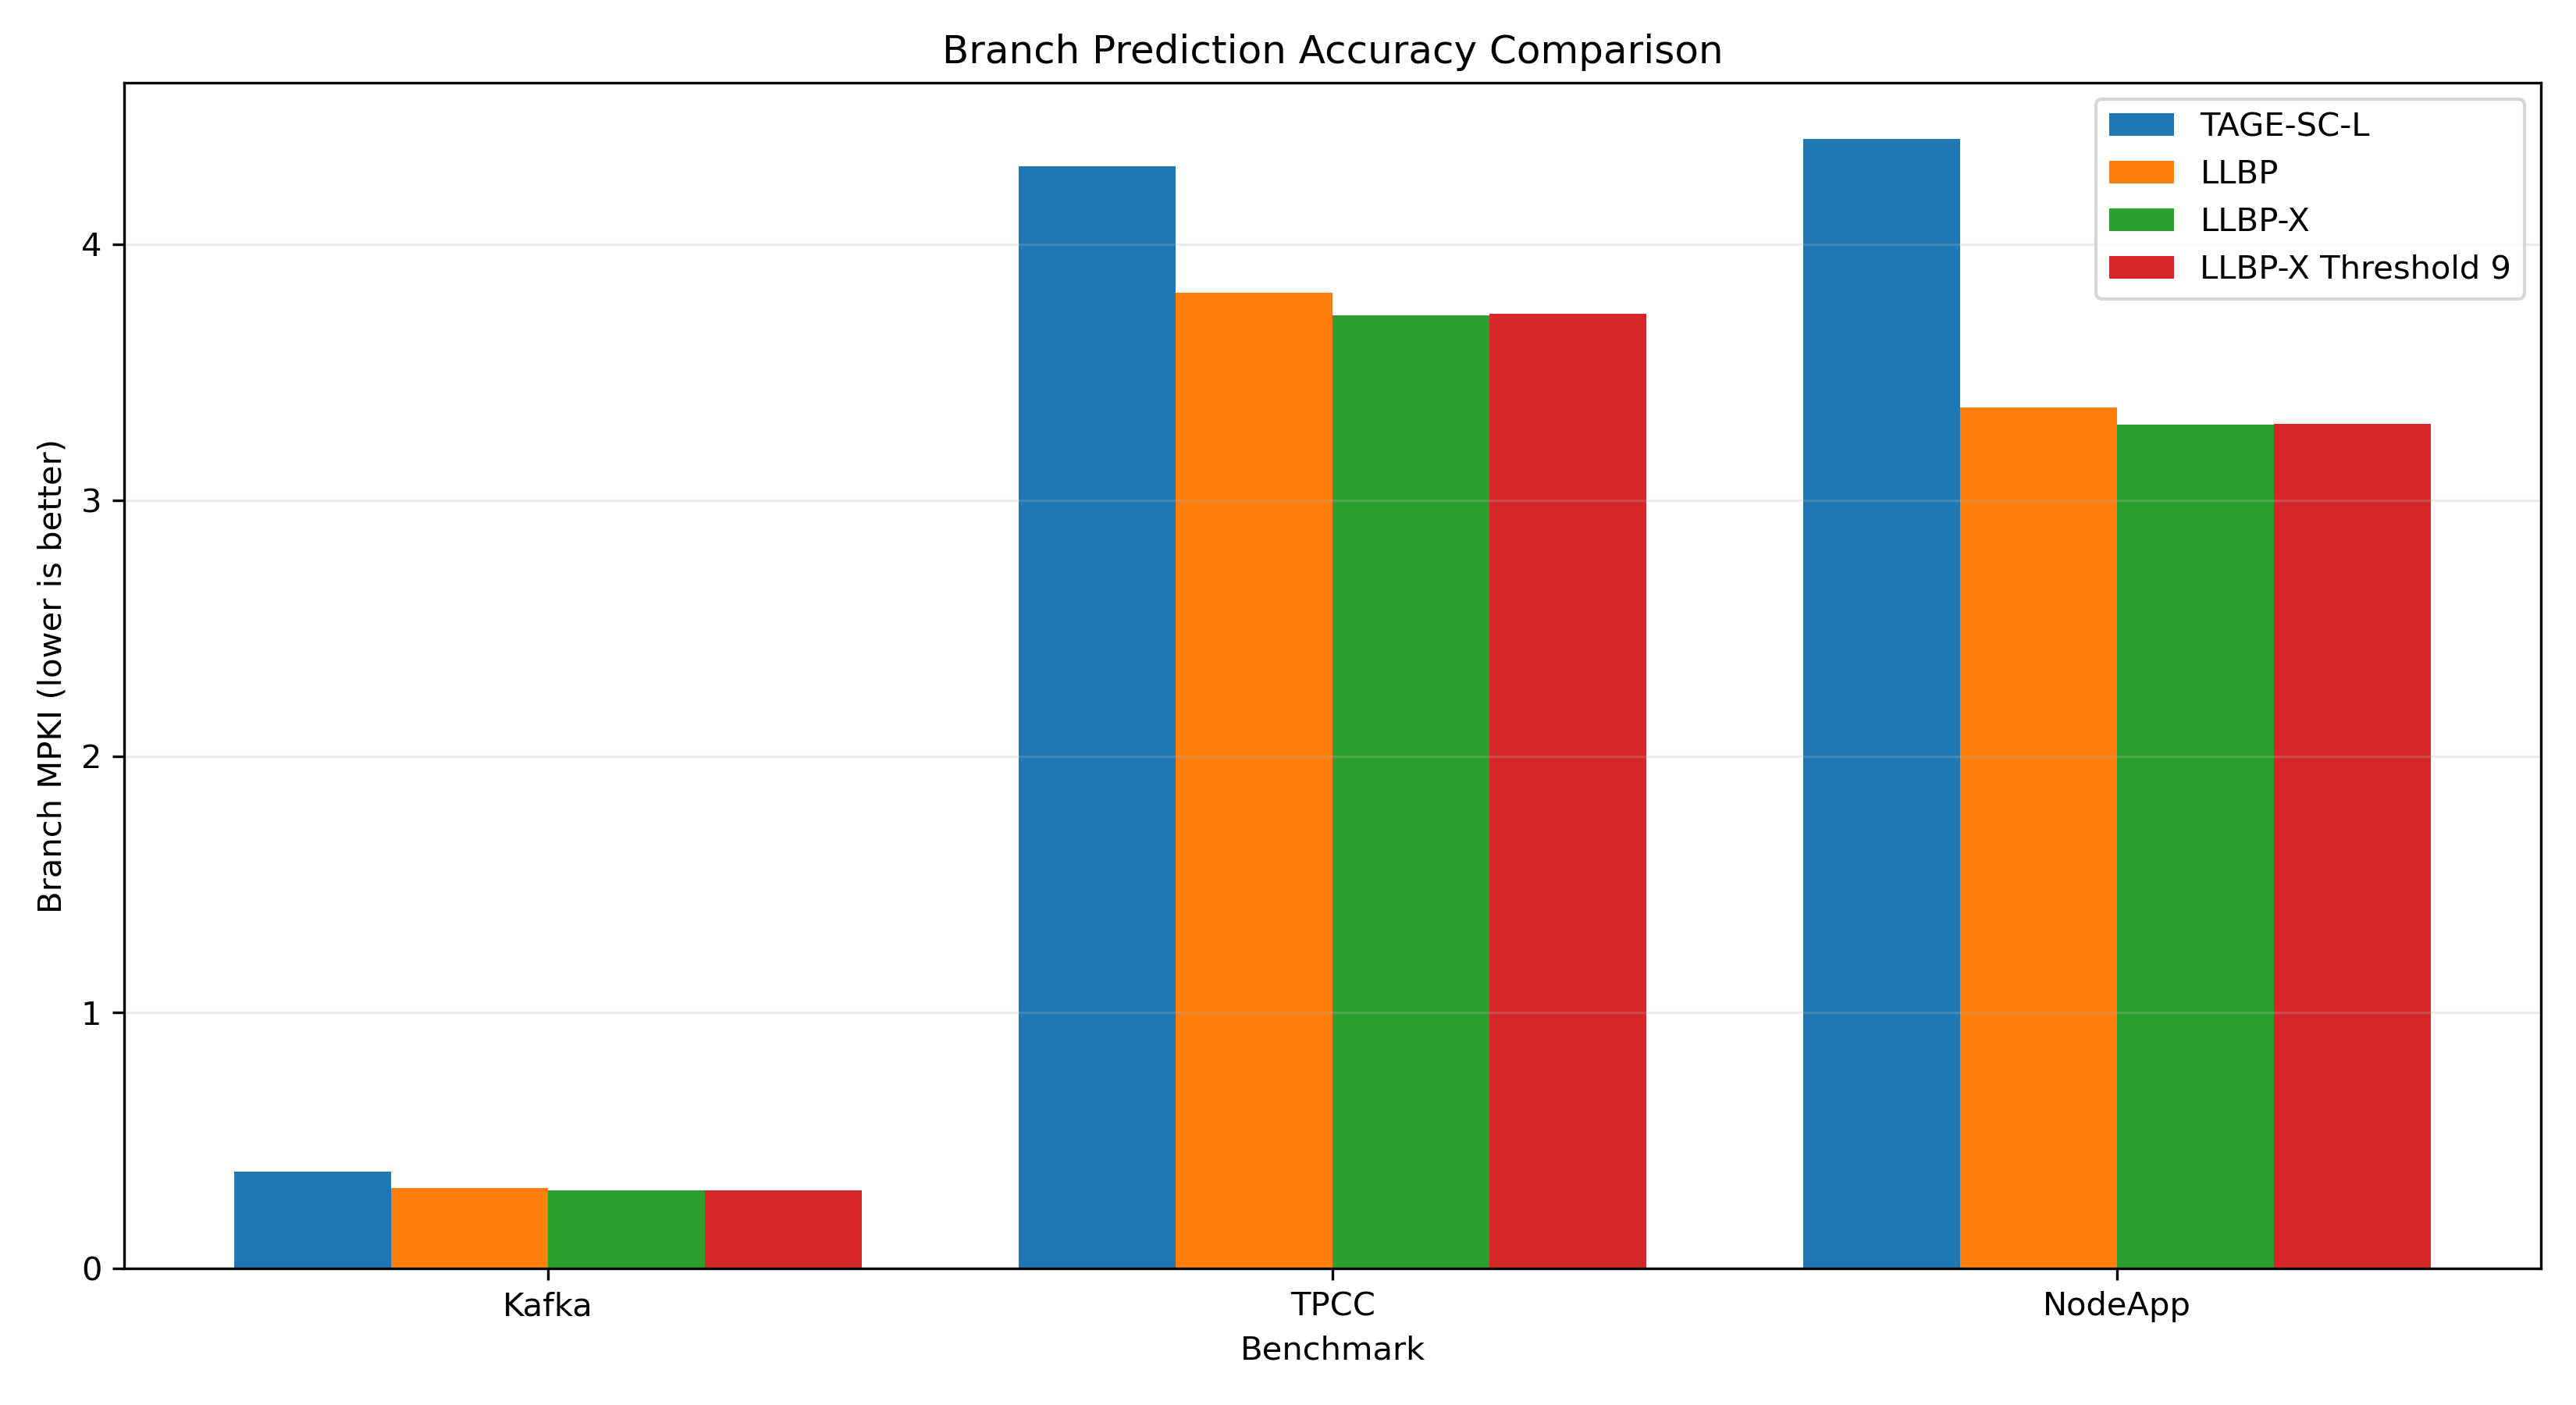 Branch Prediction Accuracy Comparison
TAGE-SC-L
LLBP
LLBP-X
LLBP-X Threshold 9
Branch MPKI (lower is better)
4
3
2
1
0
Kafka
TPCC
NodeApp
Benchmark